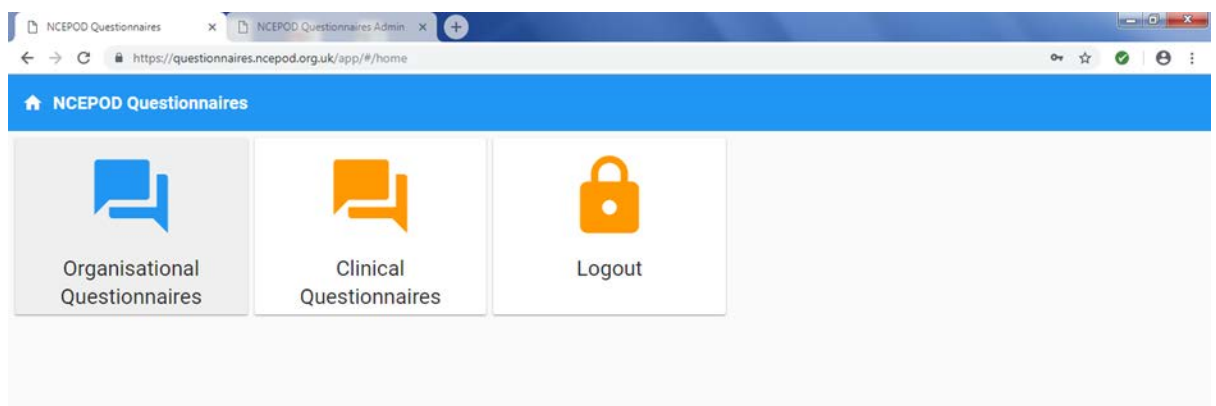 NCEPOD Questionnaires
NCEPOD Questionnaires Admin
https://questionnaires.ncepod.org.uk/app/#/home
NCEPOD Questionnaires
Organisational
Questionnaires
Clinical
Questionnaires
Logout